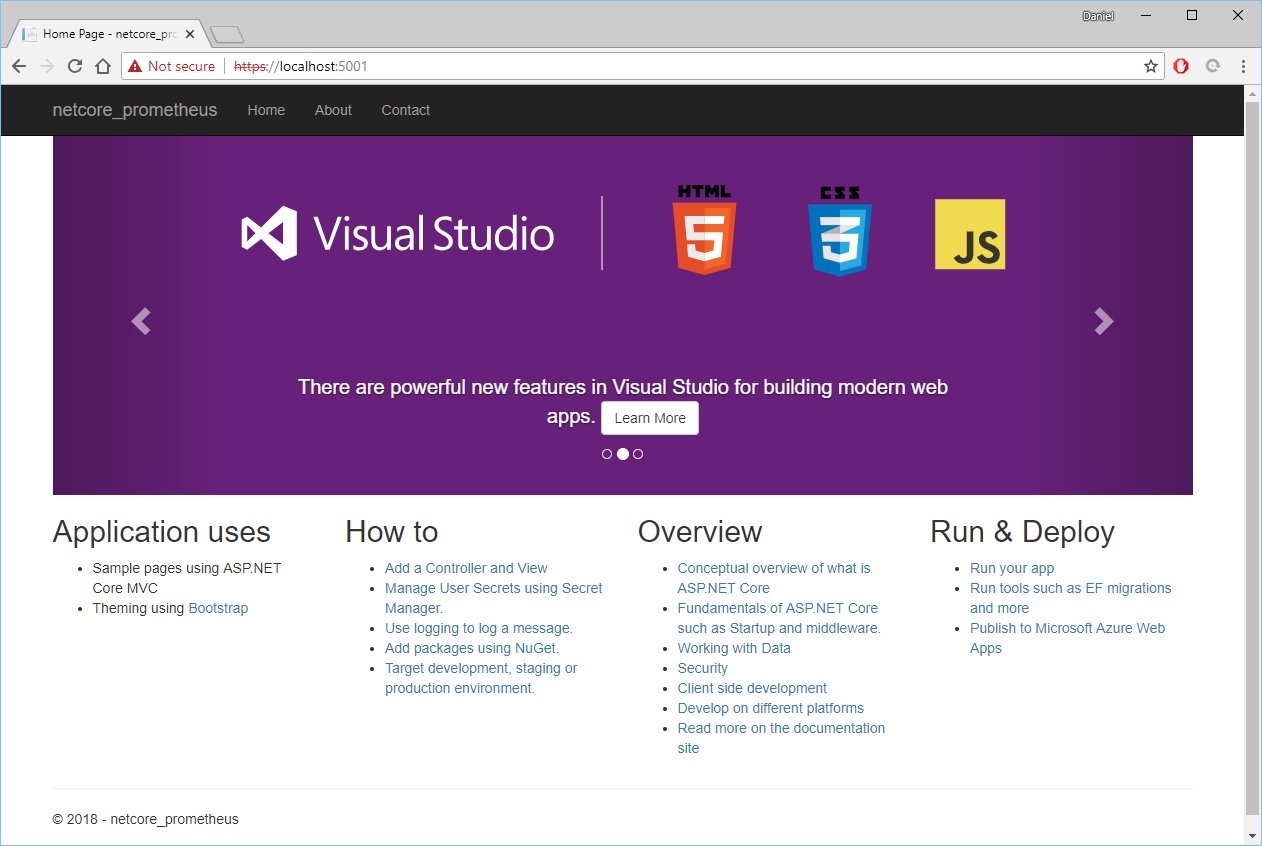 Daniel
Home Page - netcore_pro
Not secure https://localhost:5001
netcore_prometheus Home About Contact
Visual Studio
HTML
5
CSS
3
JS
There are powerful new features in Visual Studio for building modern web
apps. Learn More
Application uses
Sample pages using ASP.NET
Core MVC
Theming using Bootstrap
How to
Add a Controller and View
Manage User Secrets using Secret
Manager.
Use logging to log a message.
Add packages using NuGet.
Target development, staging or
production environment.
Overview
Conceptual overview of what is
ASP.NET Core
Fundamentals of ASP.NET Core
such as Startup and middleware.
Working with Data
Security
Client side development
Develop on different platforms
Read more on the documentation
site
Run & Deploy
Run your app
Run tools such as EF migrations
and more
Publish to Microsoft Azure Web
Apps
© 2018 - netcore_prometheus